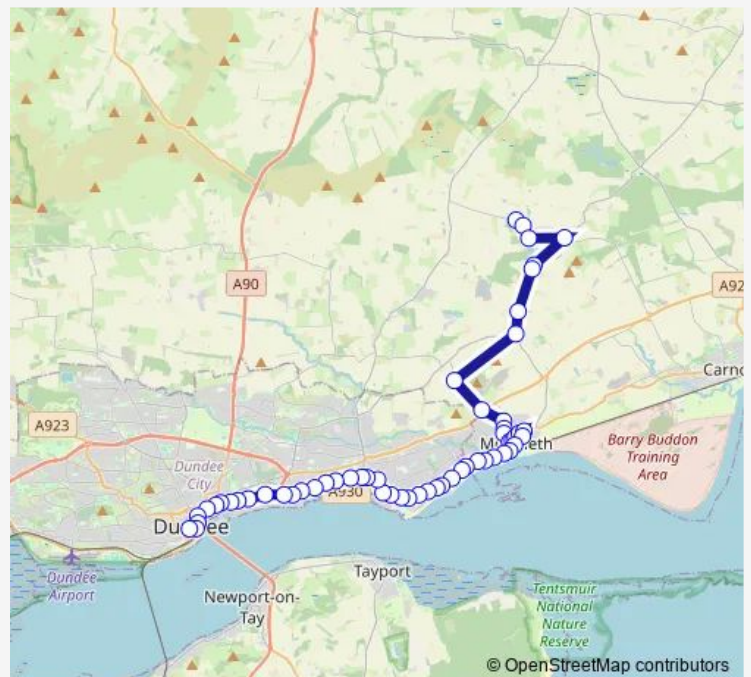 A90
A92
Carno
A923
Monifieth
Barry Buddon
Training
Area
Dundee
City
A930
Dundee
Dundee
Airport
Tayport
Newport-on-
Tay
Tentsmuir
National
Nature
Reserve
© OpenStreetMap contributors